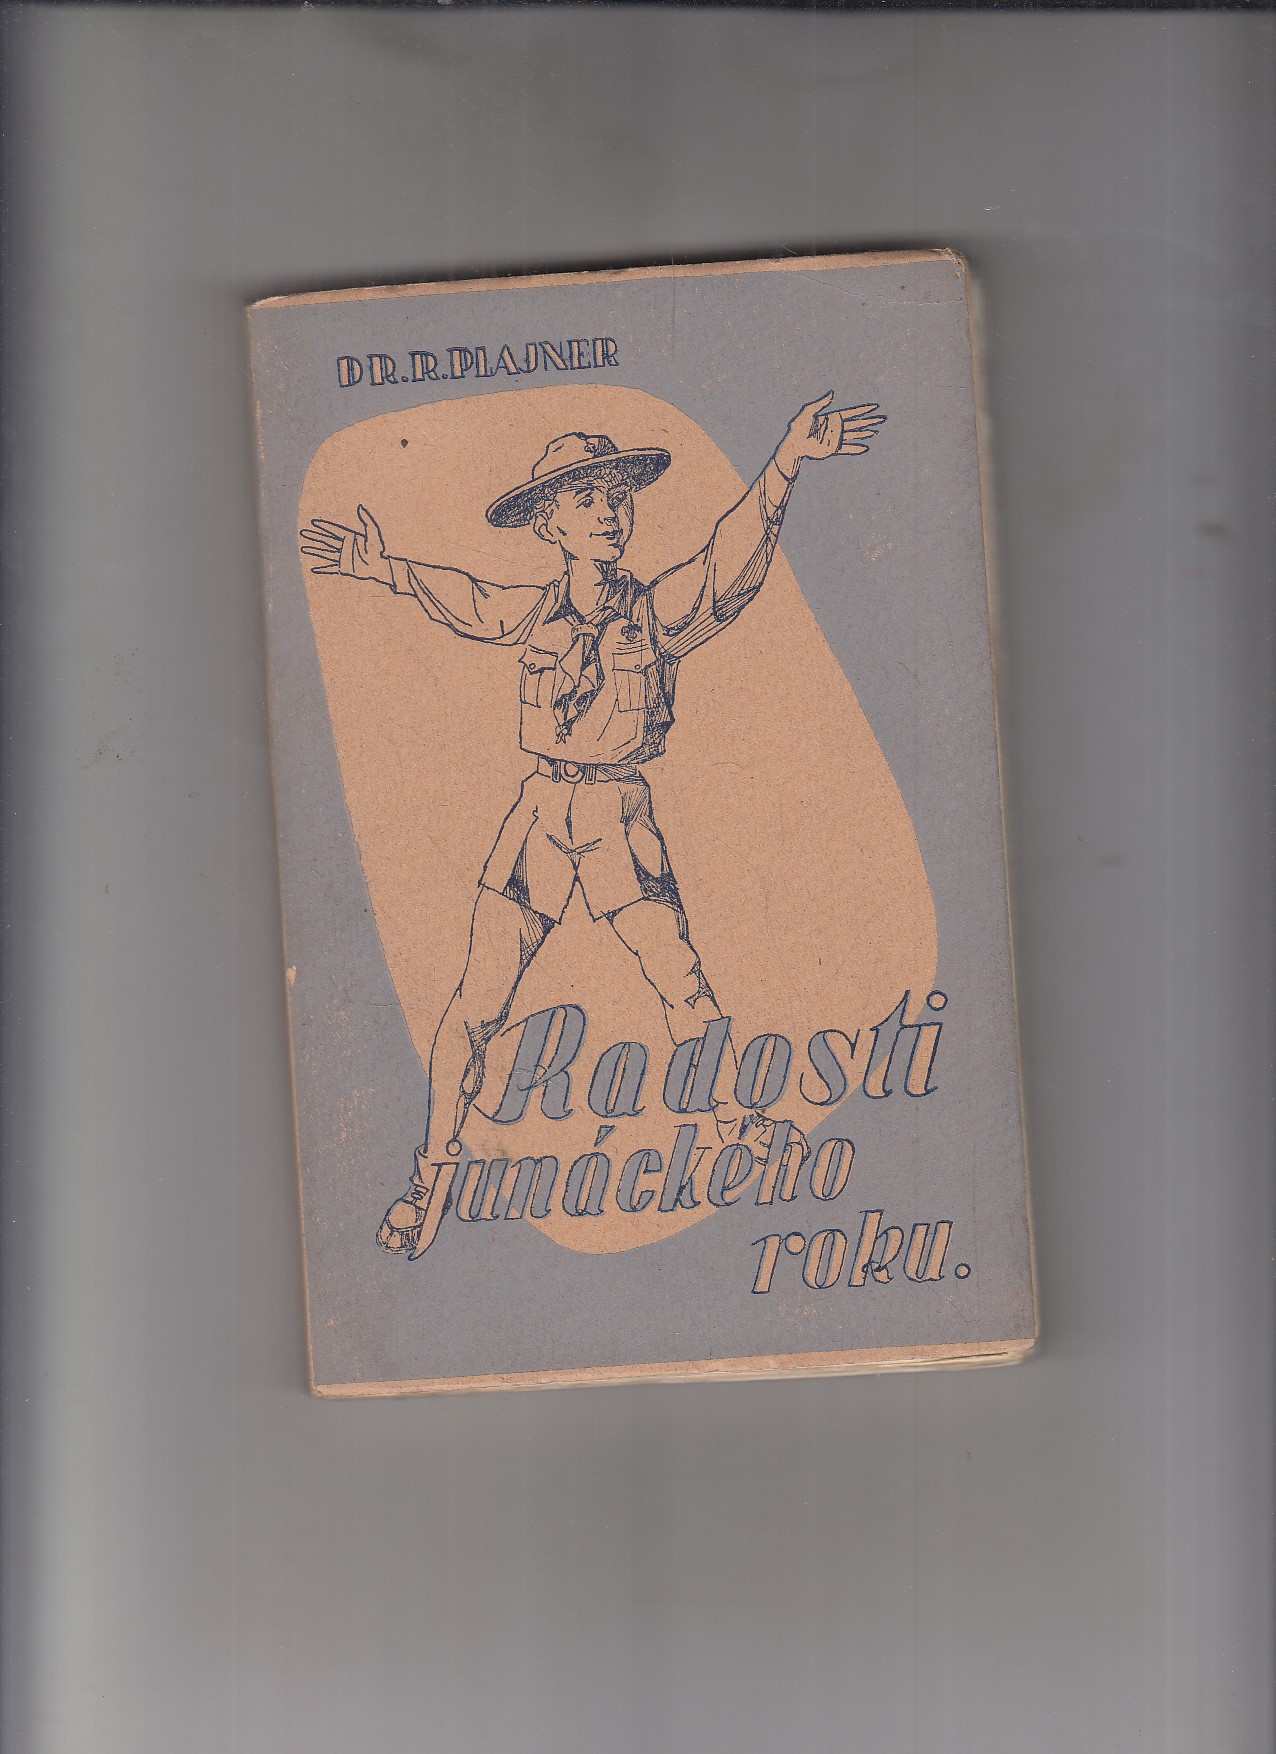 DR. R. PLAJNER
Radosti
junáckého
roku.